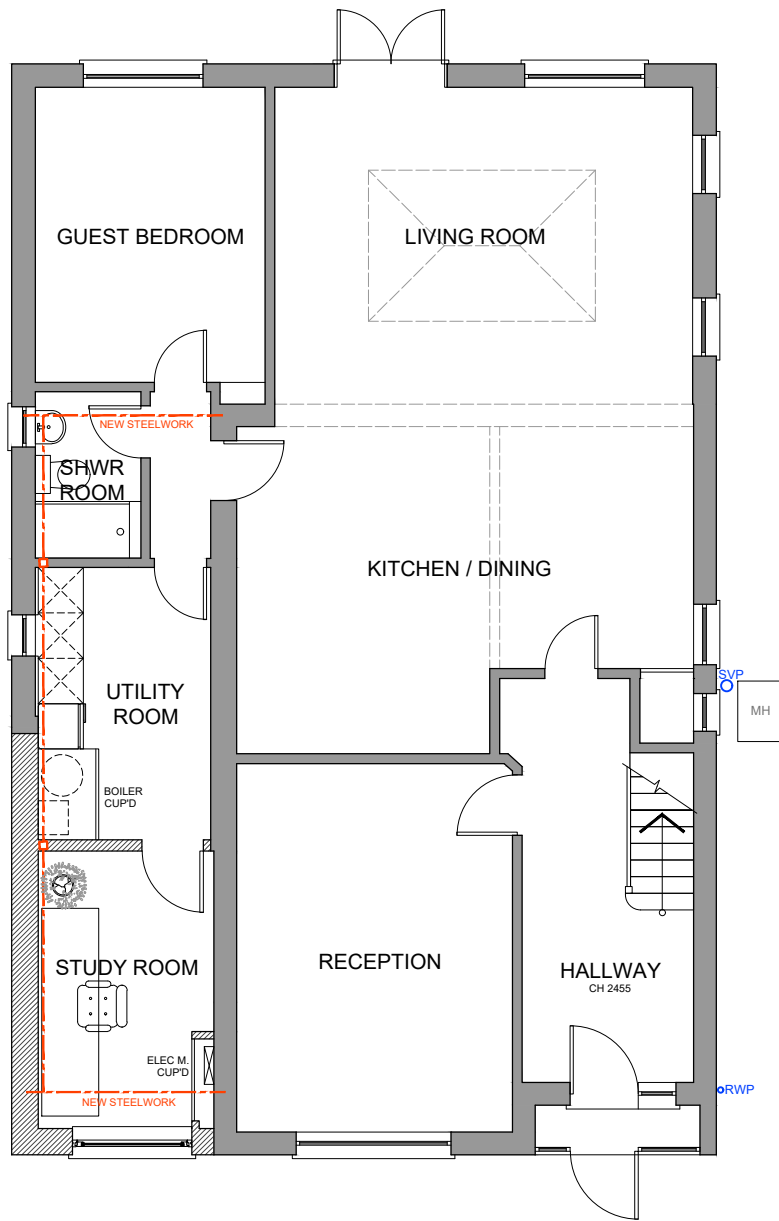 GUEST BEDROOM
LIVING ROOM
NEW STEELWORK
SHWR
ROOM
KITCHEN / DINING
SVP
MH
UTILITY
ROOM
BOILER
CUP'D
STUDY ROOM
RECEPTION
HALLWAY
CH 2455
ELEC M.
CUP'D
NEW STEELWORK
RWP